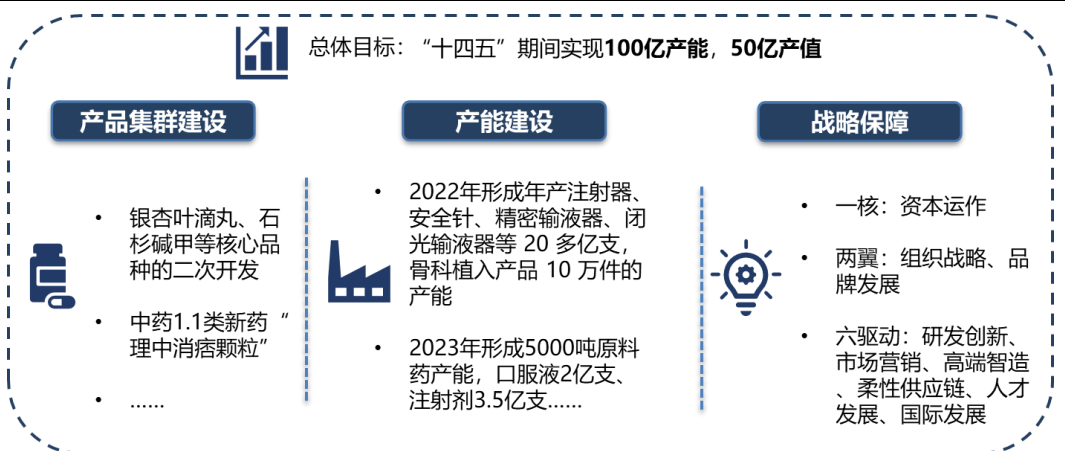 总体目标：“十四五”期间实现100亿产能，50亿产值
产品集群建设
• 银杏叶滴丸、石
杉碱甲等核心品
种的二次开发
• 中药1.1类新药“
理中消痞颗粒”
• ......
产能建设
• 2022年形成年产注射器、
安全针、精密输液器、闭
光输液器等 20 多亿支，
骨科植入产品 10 万件的
产能
• 2023年形成5000吨原料
药产能，口服液2亿支、
注射剂3.5亿支......
战略保障
• 一核：资本运作
• 两翼：组织战略、品
牌发展
• 六驱动：研发创新、
市场营销、高端智造
、柔性供应链、人才
发展、国际发展